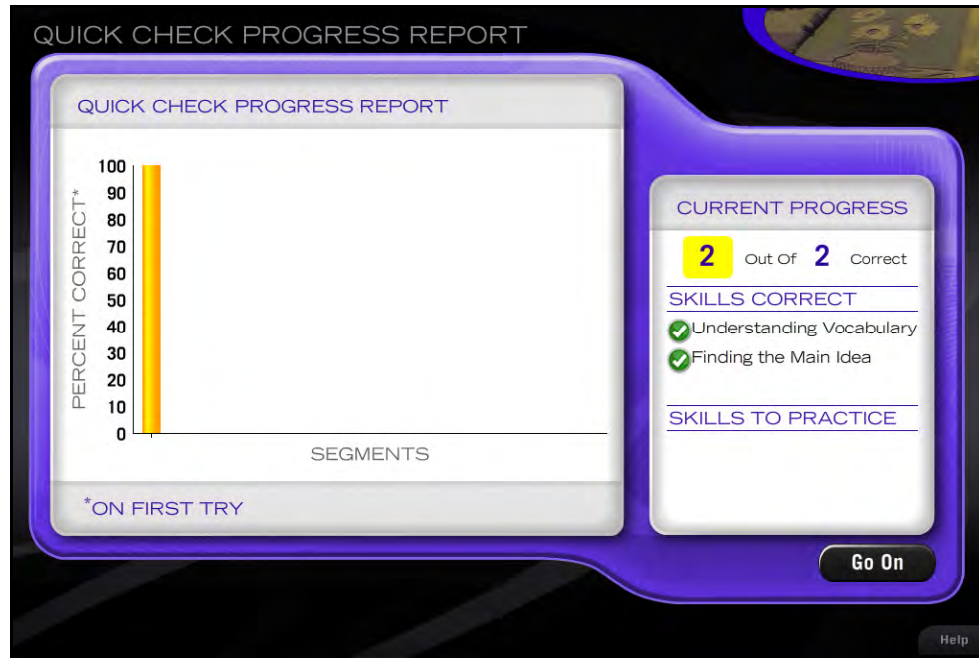 QUICK CHECK PROGRESS REPORT
QUICK CHECK PROGRESS REPORT
PERCENT CORRECT*
100
90
80
70
60
50
40
30
20
10
0
SEGMENTS
*ON FIRST TRY
CURRENT PROGRESS
2 Out Of 2 Correct
SKILLS CORRECT
Understanding Vocabulary
Finding the Main Idea
SKILLS TO PRACTICE
Go On
Help